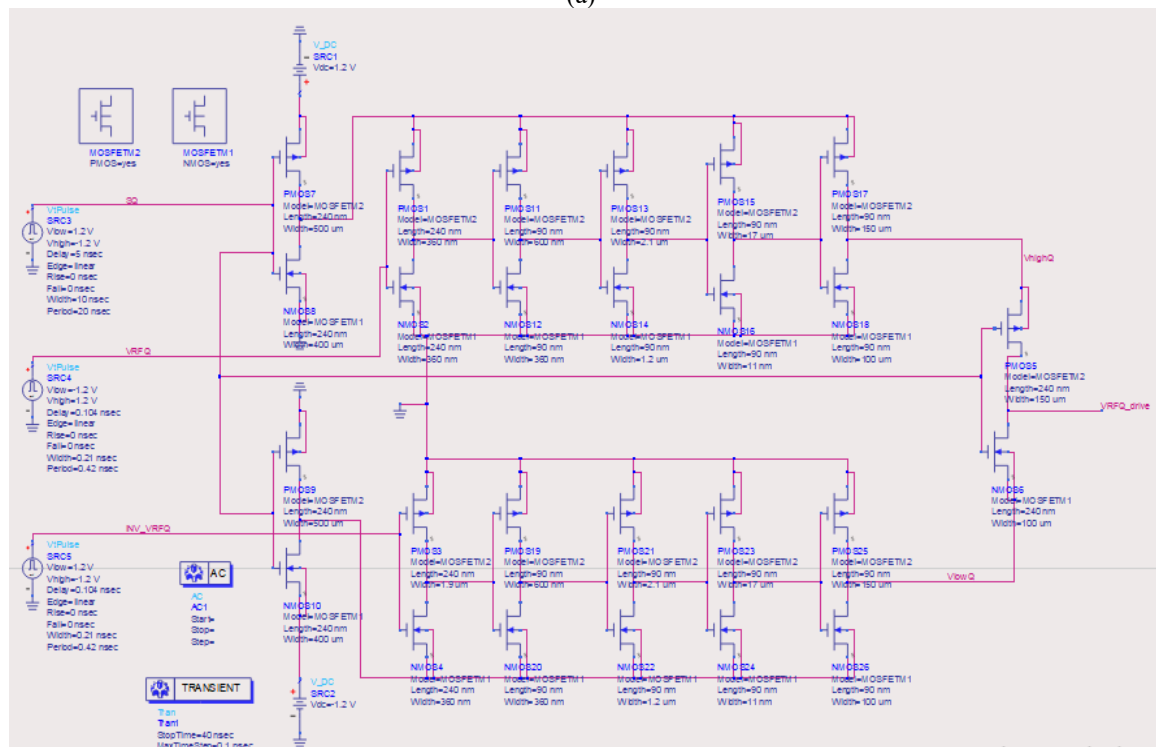 (a)
V_DC
SRC1
Vdc=1.2 V
MOSFETM2
PMOS=yes
MOSFETM1
NMOS=yes
SQ
VtPulse
SRC3
Vlow=1.2 V
Vhigh=-1.2 V
Delay=5 nsec
Edge=linear
Rise=0 nsec
Fall=0 nsec
Width=10 nsec
Period=20 nsec
PMOS7
Model=MOSFETM2
Length=240 nm
Width=500 um
PMOS1
Model=MOSFETM2
Length=240 nm
Width=360 nm
PMOS11
Model=MOSFETM2
Length=90 nm
Width=600 nm
PMOS13
Model=MOSFETM2
Length=90 nm
Width=2.1 um
PMOS15
Model=MOSFETM2
Length=90 nm
Width=17 um
PMOS17
Model=MOSFETM2
Length=90 nm
Width=150 um
VhighQ
NMOS8
Model=MOSFETM1
Length=240 nm
Width=400 um
NMOS2
Model=MOSFETM1
Length=240 nm
Width=360 nm
NMOS12
Model=MOSFETM1
Length=90 nm
Width=360 nm
NMOS14
Model=MOSFETM1
Length=90 nm
Width=1.2 um
NMOS16
Model=MOSFETM1
Length=90 nm
Width=11 nm
NMOS18
Model=MOSFETM1
Length=90 nm
Width=100 um
VRFQ
VtPulse
SRC4
Vlow=-1.2 V
Vhigh=1.2 V
Delay=0.104 nsec
Edge=linear
Rise=0 nsec
Fall=0 nsec
Width=0.21 nsec
Period=0.42 nsec
PMOS5
Model=MOSFETM2
Length=240 nm
Width=150 um
VRFQ_drive
NMOS6
Model=MOSFETM1
Length=240 nm
Width=100 um
PMOS9
Model=MOSFETM2
Length=240 nm
Width=500 um
INV_VRFQ
VtPulse
SRC5
Vlow=1.2 V
Vhigh=-1.2 V
Delay=0.104 nsec
Edge=linear
Rise=0 nsec
Fall=0 nsec
Width=0.21 nsec
Period=0.42 nsec
PMOS3
Model=MOSFETM2
Length=240 nm
Width=1.9 um
PMOS19
Model=MOSFETM2
Length=90 nm
Width=600 nm
PMOS21
Model=MOSFETM2
Length=90 nm
Width=2.1 um
PMOS23
Model=MOSFETM2
Length=90 nm
Width=17 um
PMOS25
Model=MOSFETM2
Length=90 nm
Width=150 um
VlowQ
AC
AC
AC1
Start=
Stop=
Step=
NMOS10
Model=MOSFETM1
Length=240 nm
Width=400 um
NMOS4
Model=MOSFETM1
Length=240 nm
Width=360 nm
NMOS20
Model=MOSFETM1
Length=90 nm
Width=360 nm
NMOS22
Model=MOSFETM1
Length=90 nm
Width=1.2 um
NMOS24
Model=MOSFETM1
Length=90 nm
Width=11 nm
NMOS26
Model=MOSFETM1
Length=90 nm
Width=100 um
V_DC
SRC2
Vdc=-1.2 V
TRANSIENT
Tran
Tran1
StopTime=40 nsec
MaxTimeStep=0.1 nsec